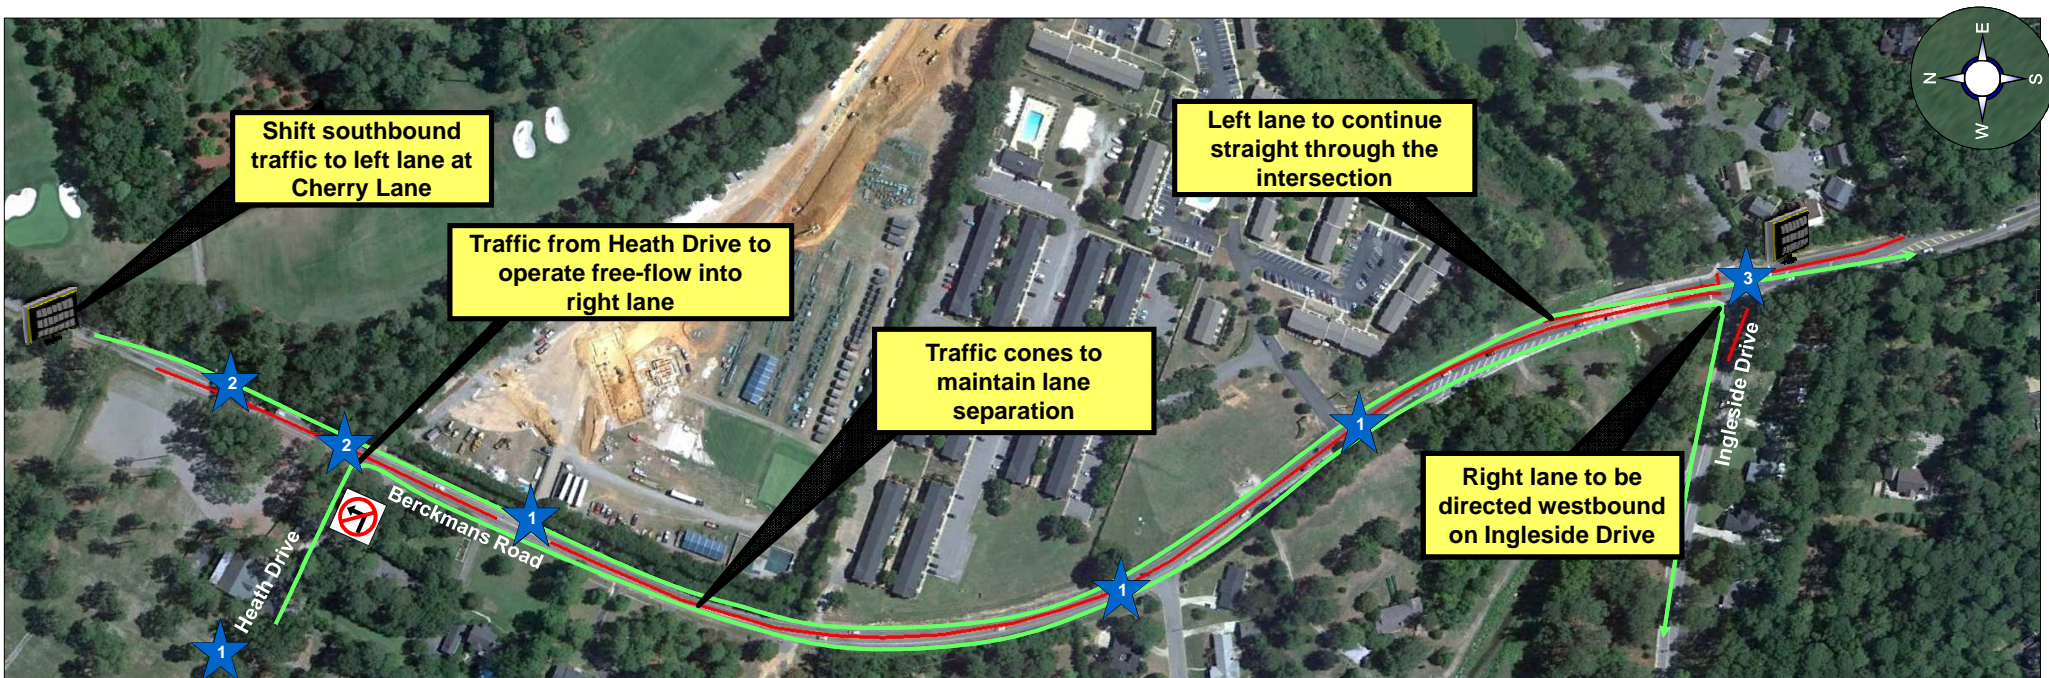 Shift southbound
traffic to left lane at
Cherry Lane
Traffic from Heath Drive to
operate free-flow into
right lane
Traffic cones to
maintain lane
separation
Left lane to continue
straight through the
intersection
Right lane to be
directed westbound
on Ingleside Drive
E
N
S
W
2
2
1
1
1
1
3
Heath Drive
Berckmans Road
Ingleside Drive